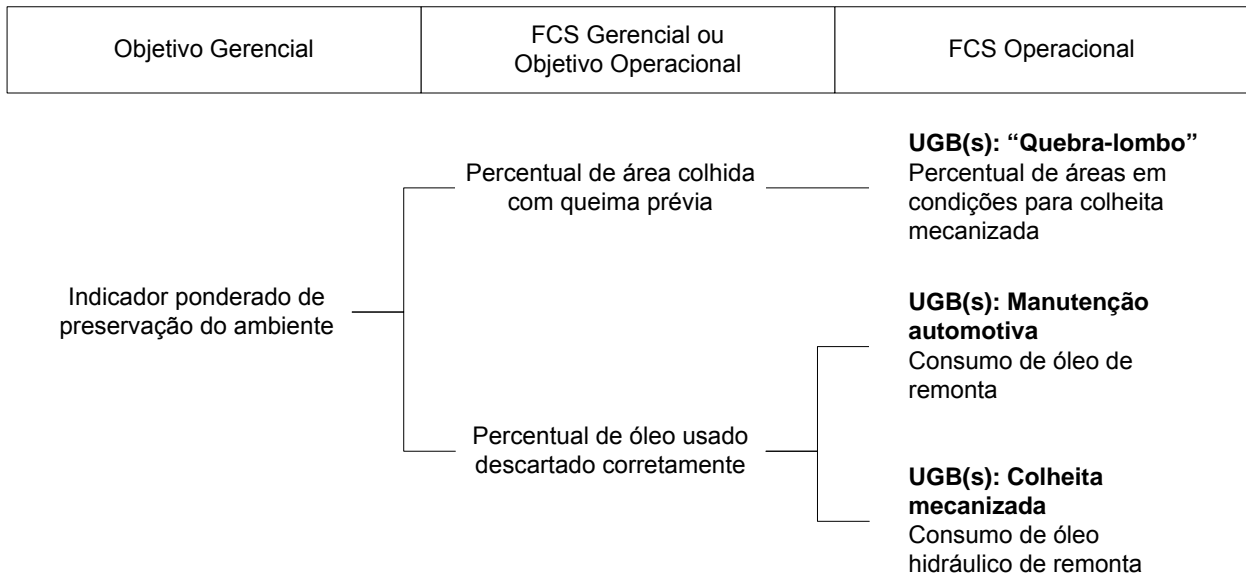 Objetivo Gerencial
FCS Gerencial ou
Objetivo Operacional
FCS Operacional
UGB(s): “Quebra-lombo”
Percentual de áreas em
condições para colheita
mecanizada
Percentual de área colhida
com queima prévia
Indicador ponderado de
preservação do ambiente
UGB(s): Manutenção
automotiva
Consumo de óleo de
remonta
Percentual de óleo usado
descartado corretamente
UGB(s): Colheita
mecanizada
Consumo de óleo
hidráulico de remonta